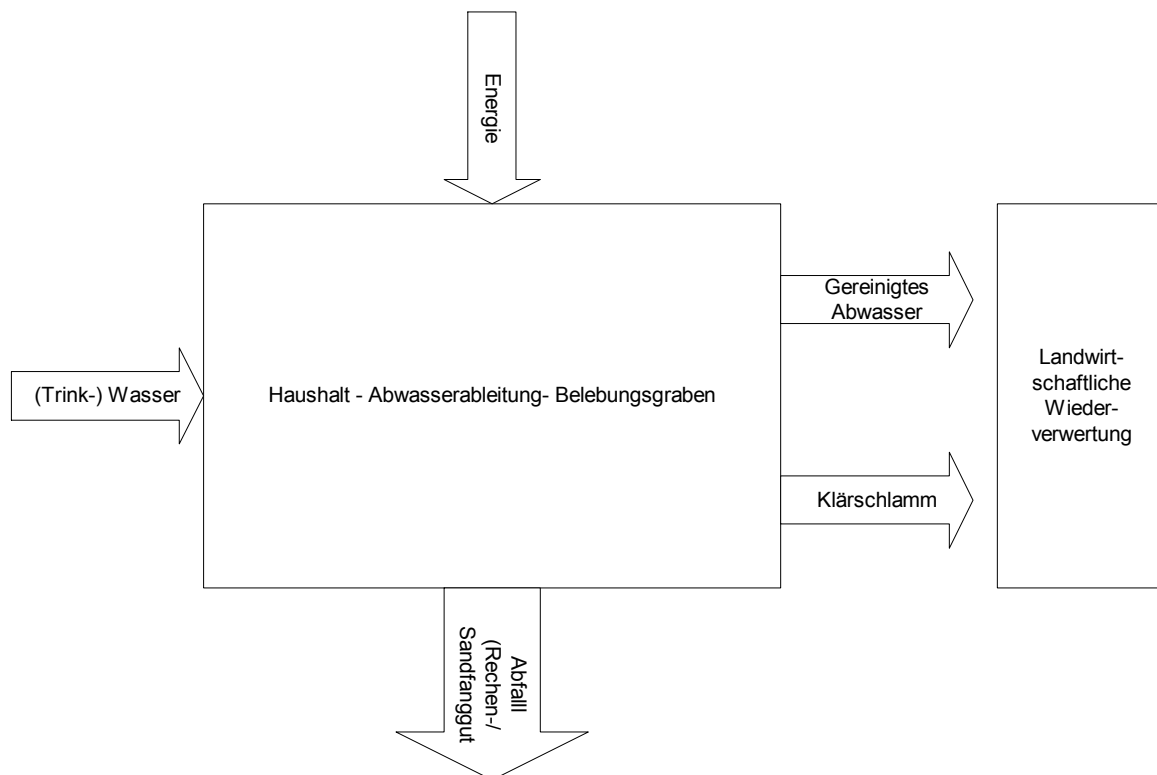 Energie
(Trink-) Wasser
Haushalt - Abwasserableitung- Belebungsgraben
Gereinigtes
Abwasser
Klärschlamm
Landwirt-
schaftliche
Wieder-
verwertung
Abfalll
(Rechen-/
Sandfanggut